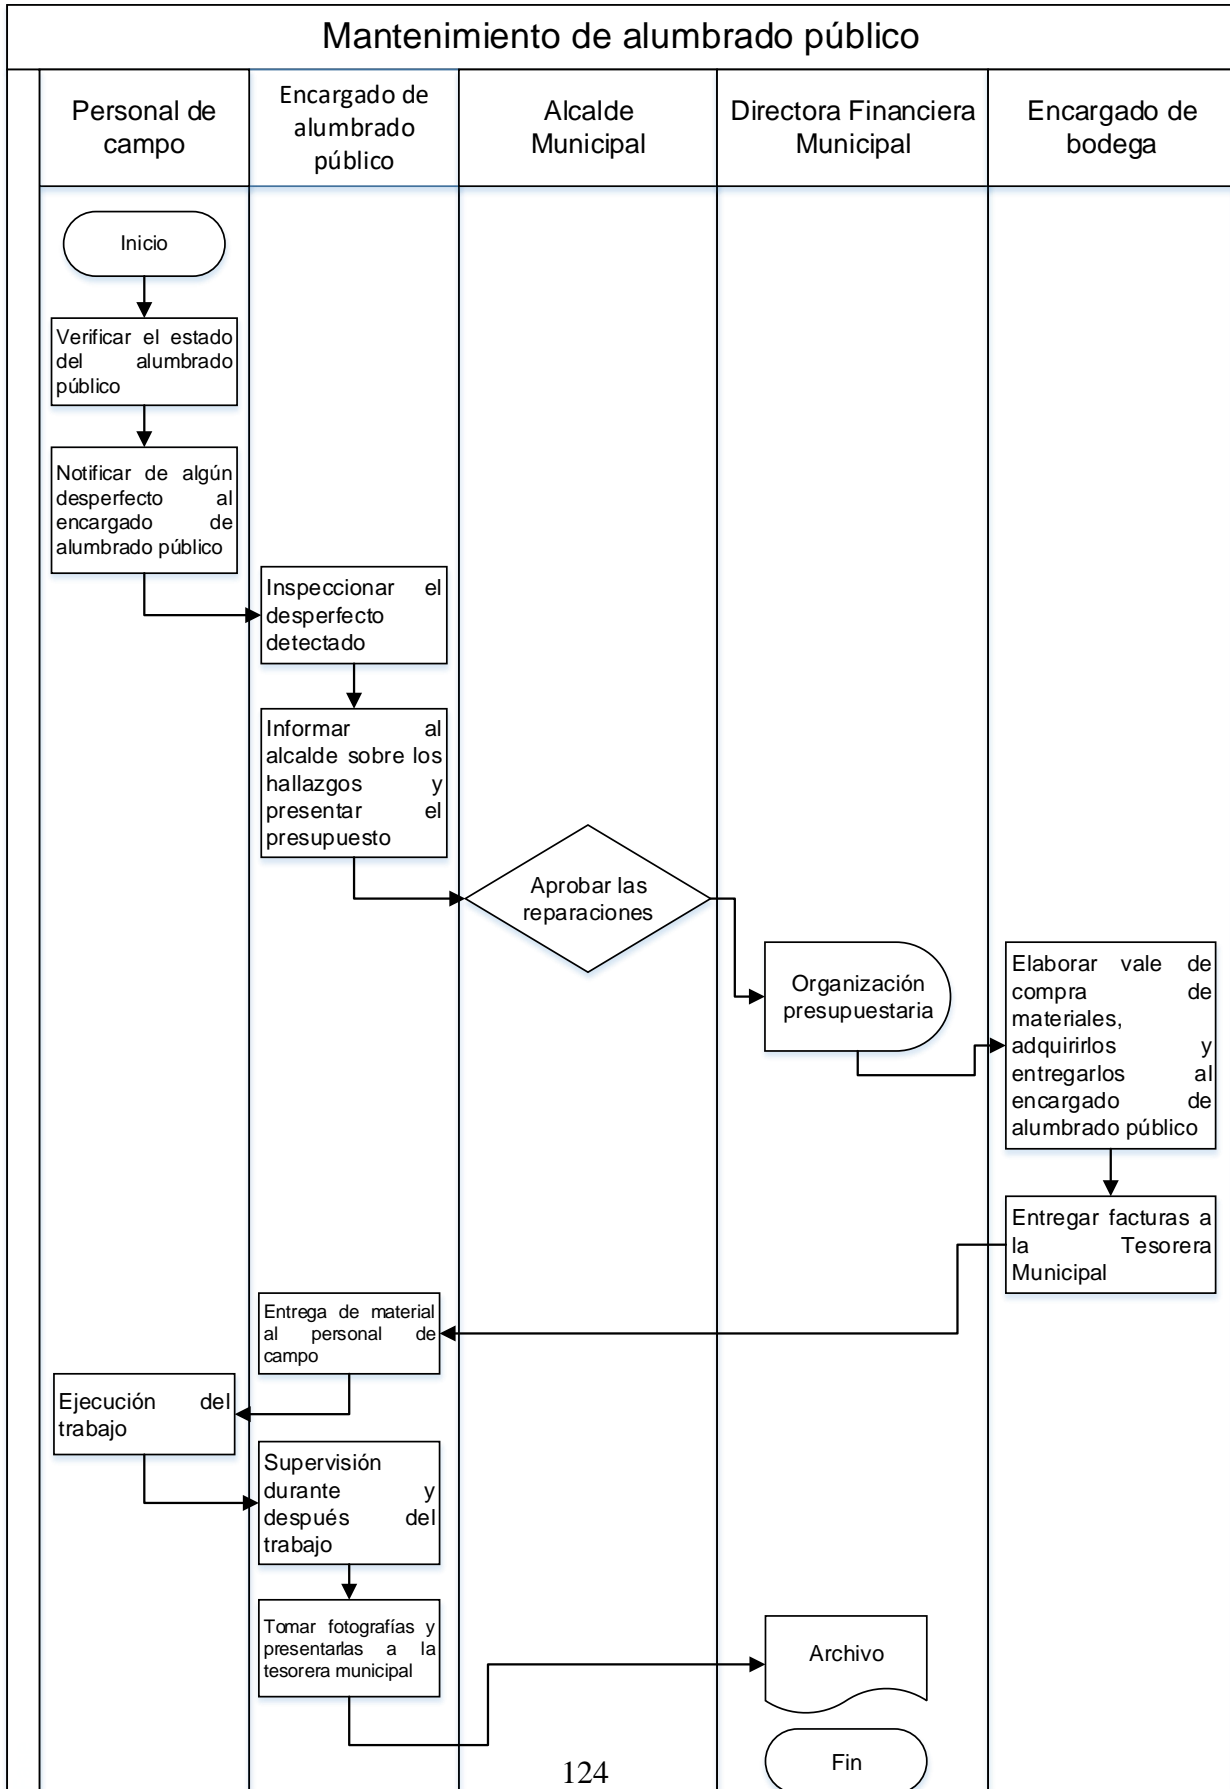 Mantenimiento de alumbrado público
Personal de
campo
Encargado de
alumbrado
público
Alcalde
Municipal
Directora Financiera
Municipal
Encargado de
bodega
Inicio
Verificar el estado
del alumbrado
público
Notificar de algún
desperfecto al
encargado de
alumbrado público
Inspeccionar el
desperfecto
detectado
Informar al
alcalde sobre los
hallazgos y
presentar el
presupuesto
Aprobar las
reparaciones
Organización
presupuestaria
Elaborar vale de
compra de
materiales,
adquirirlos y
entregarlos al
encargado de
alumbrado público
Entregar facturas a
la Tesorera
Municipal
Entrega de material
al personal de
campo
Ejecución del
trabajo
Supervisión
durante y
después del
trabajo
Tomar fotografías y
presentarlas a la
tesorera municipal
Archivo
Fin
124